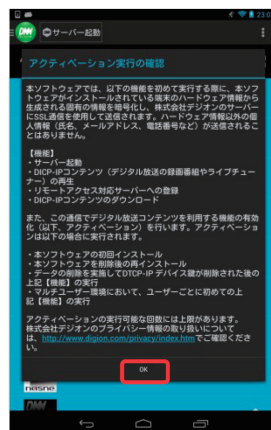 23:0
DMM
サーバー起動
アクティベーション実行の確認
本ソフトウェアでは、以下の機能を初めて実行する際に、本ソフ
トウェアがインストールされている端末のハードウェア情報から
生成される固有の情報を暗号化し、株式会社デジオンのサーバー
にSSL通信を使用して送信されます。ハードウェア情報以外の個
人情報（氏名、メールアドレス、電話番号など）が送信されるこ
とはありません。
【機能】
・サーバー起動
・DICP-IPコンテンツ（デジタル放送の録画番組やライブチュー
ナー）の再生
・リモートアクセス対応サーバーへの登録
・DICP-IPコンテンツのダウンロード
また、この通信でデジタル放送コンテンツを利用する機能の有効
化（以下、アクティベーション）を行います。アクティベーショ
ンは以下の場合に実行されます。
・本ソフトウェアの初回インストール
・本ソフトウェアを削除後の再インストール
・データの削除を実施してDTCP-IP デバイス鍵が削除された後の
上記【機能】の実行
・マルチユーザー環境において、ユーザーごとに初めての上
記【機能】の実行
アクティベーションの実行可能な回数には上限があります。
株式会社デジオンのプライバシー情報の取り扱いについて
は、http://www.digion.com/privacy/index.htmでご確認くださ
い。
OK
nasne